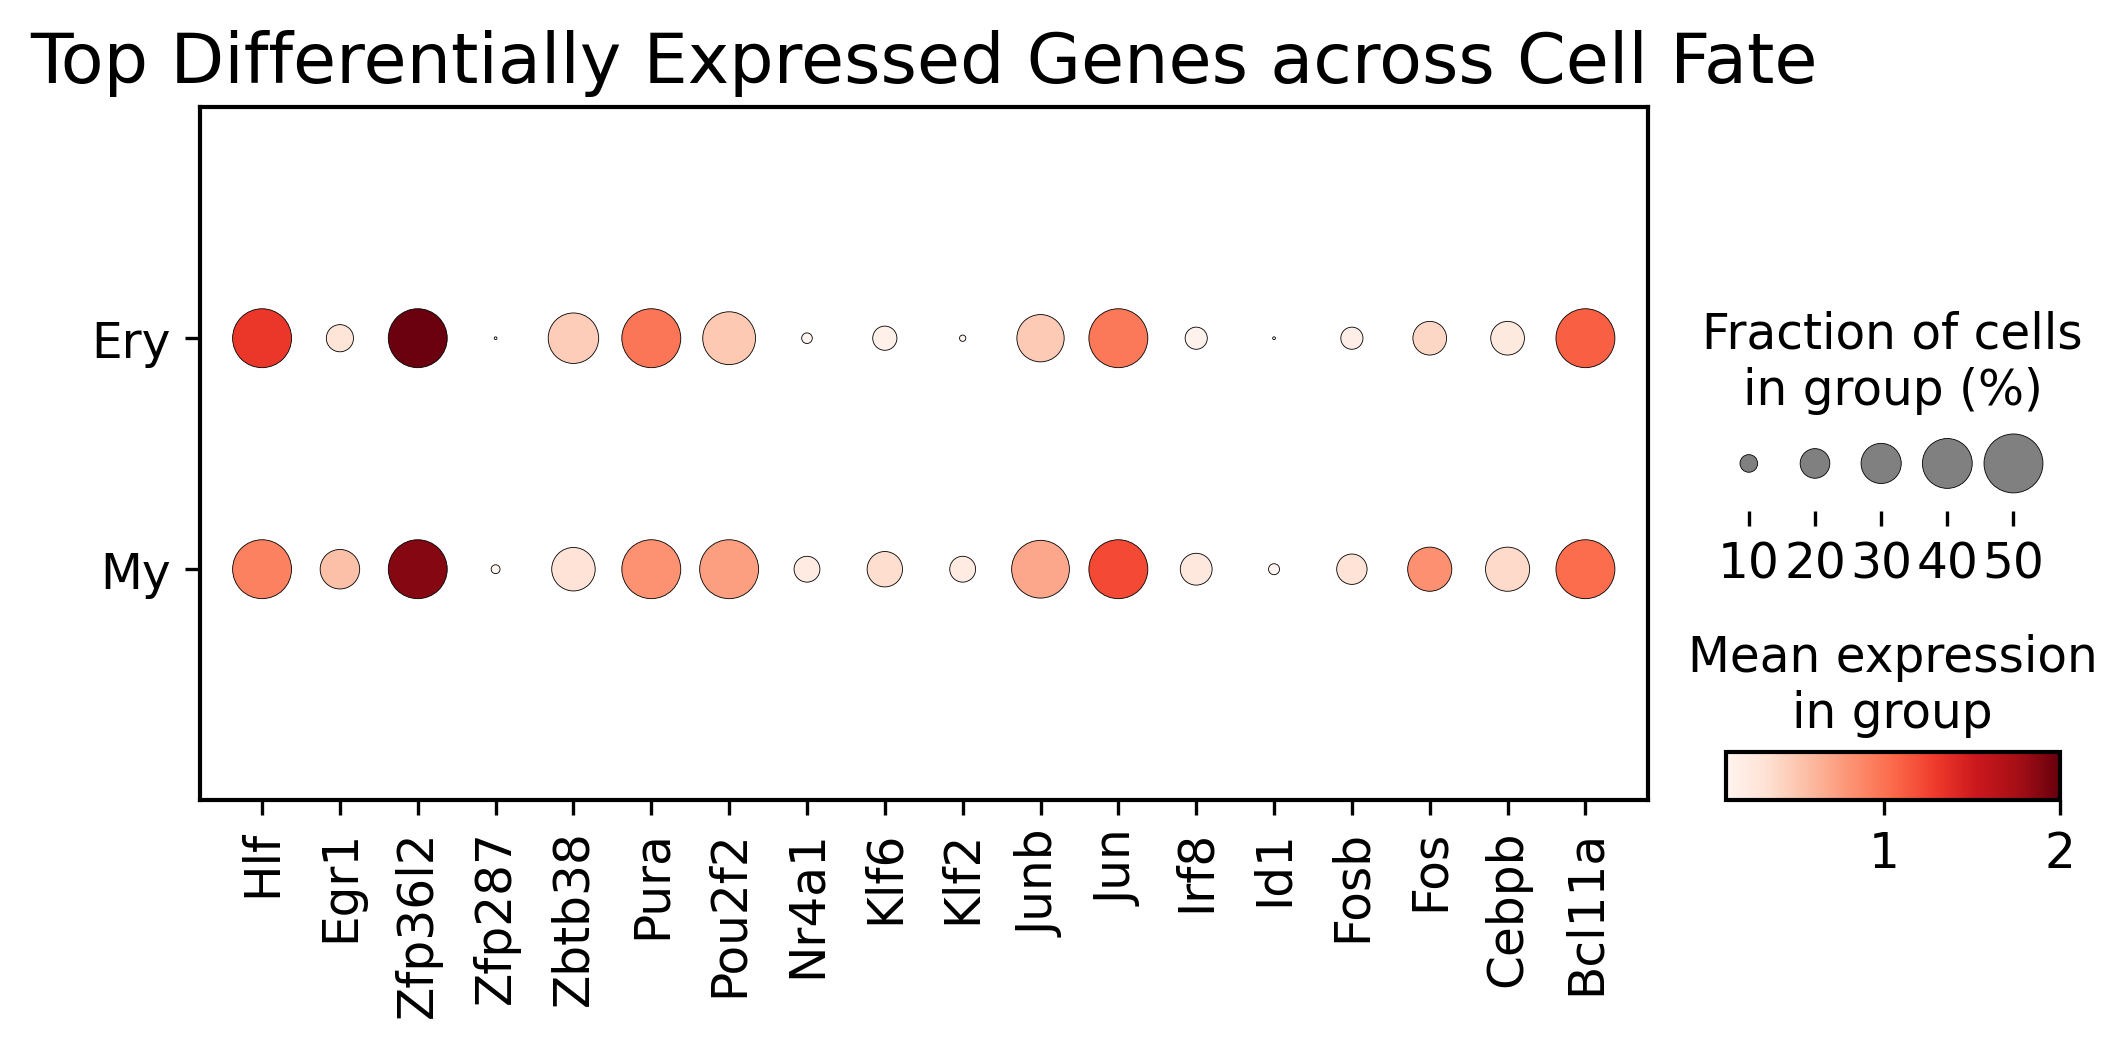 Top Differentially Expressed Genes across Cell Fate
Ery
My
Hlf
Egr1
Zfp36l2
Zfp287
Zbtb38
Pura
Pou2f2
Nr4a1
Klf6
Klf2
Junb
Jun
Irf8
Id1
Fosb
Fos
Cebpb
Bcl11a
Fraction of cells
in group (%)
10 20 30 40 50
Mean expression
in group
1 2